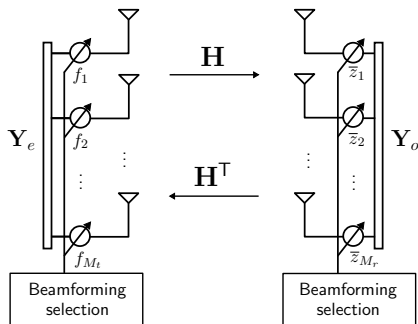 H
f_1
z̅_1
f_2
z̅_2
Y_e
Y_o
H^T
f_{M_t}
z̅_{M_r}
Beamforming
selection
Beamforming
selection